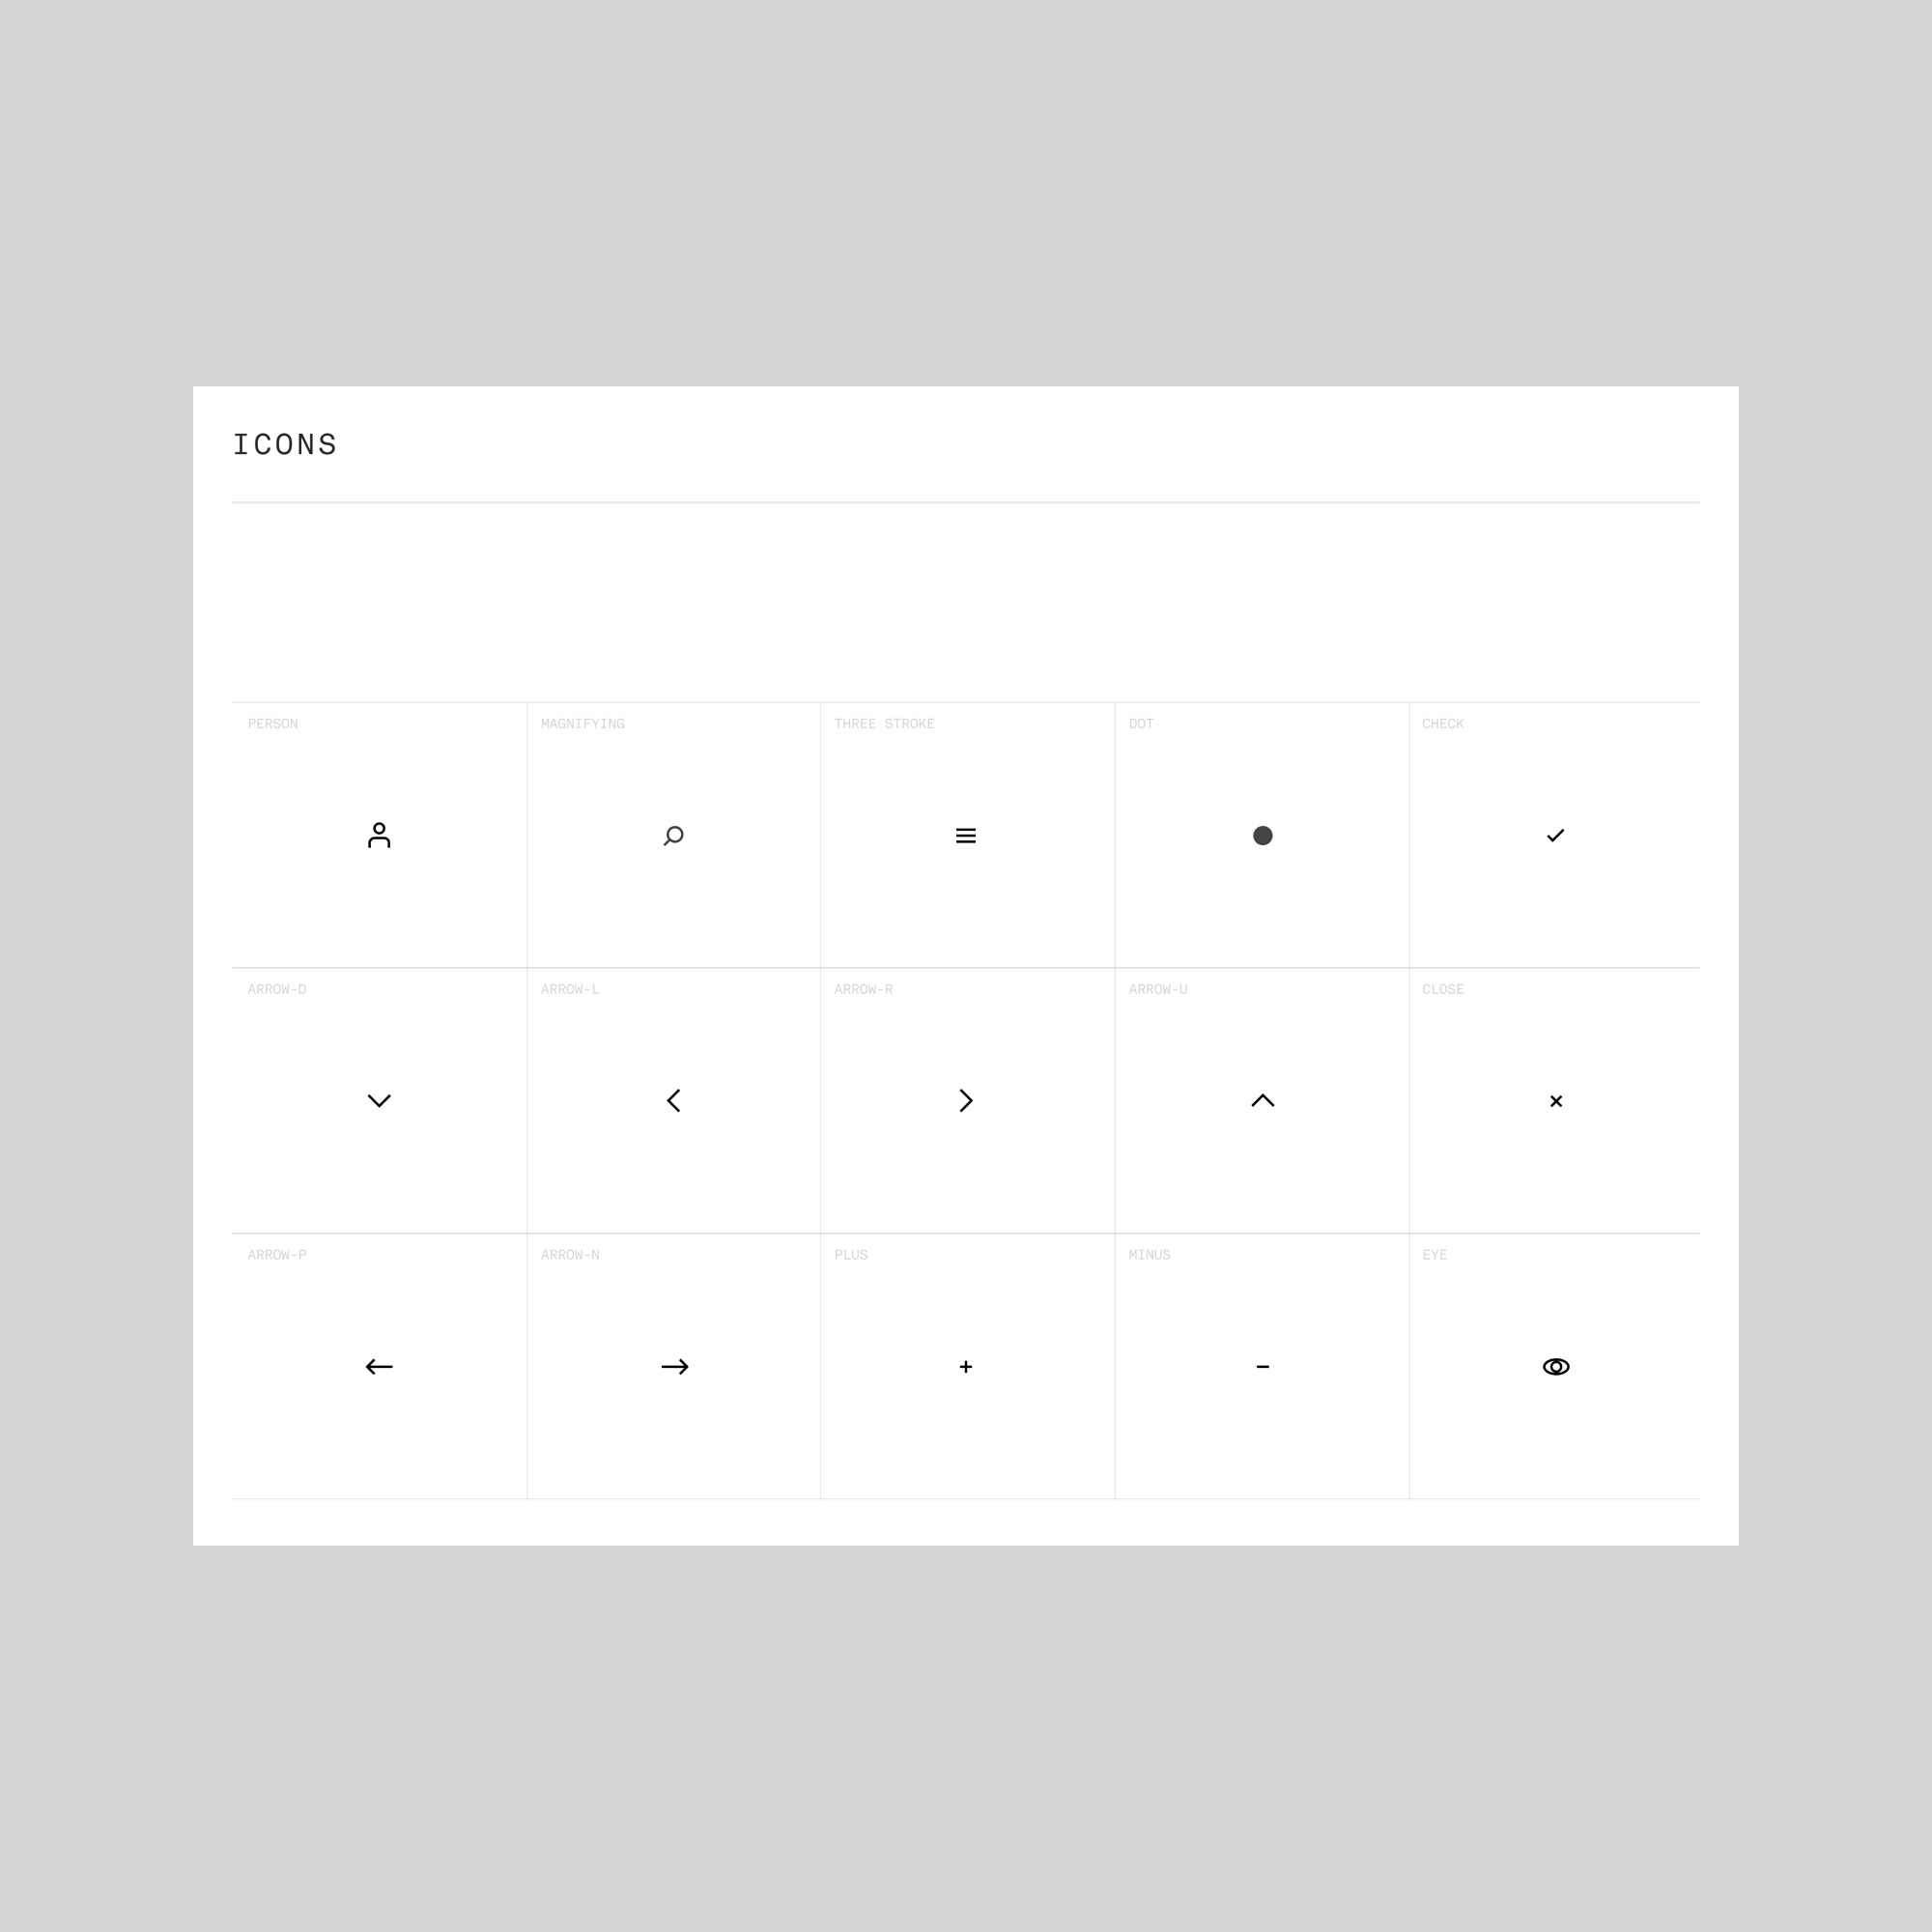 ICONS
PERSON
MAGNIFYING
THREE STROKE
DOT
CHECK
ARROW-D
ARROW-L
ARROW-R
ARROW-U
CLOSE
ARROW-P
ARROW-N
PLUS
MINUS
EYE